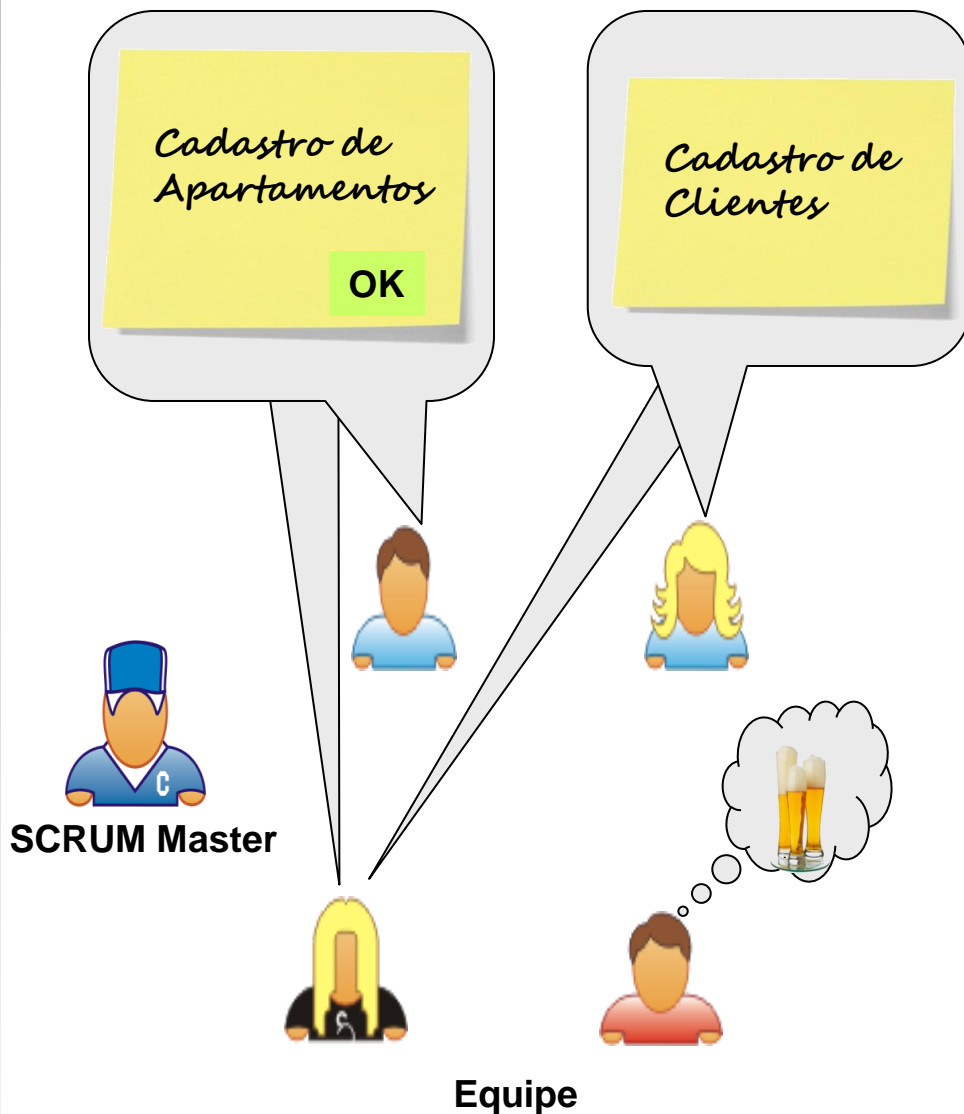 Cadastro de
Apartamentos
OK
Cadastro de
Clientes
C
SCRUM Master
Equipe